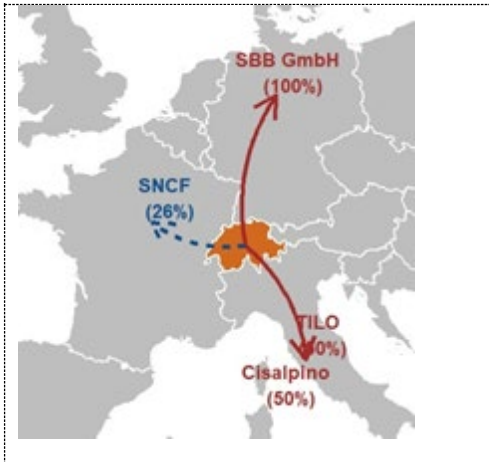 SBB GmbH
(100%)
SNCF
(26%)
TILO
Cisalpino
(50%)